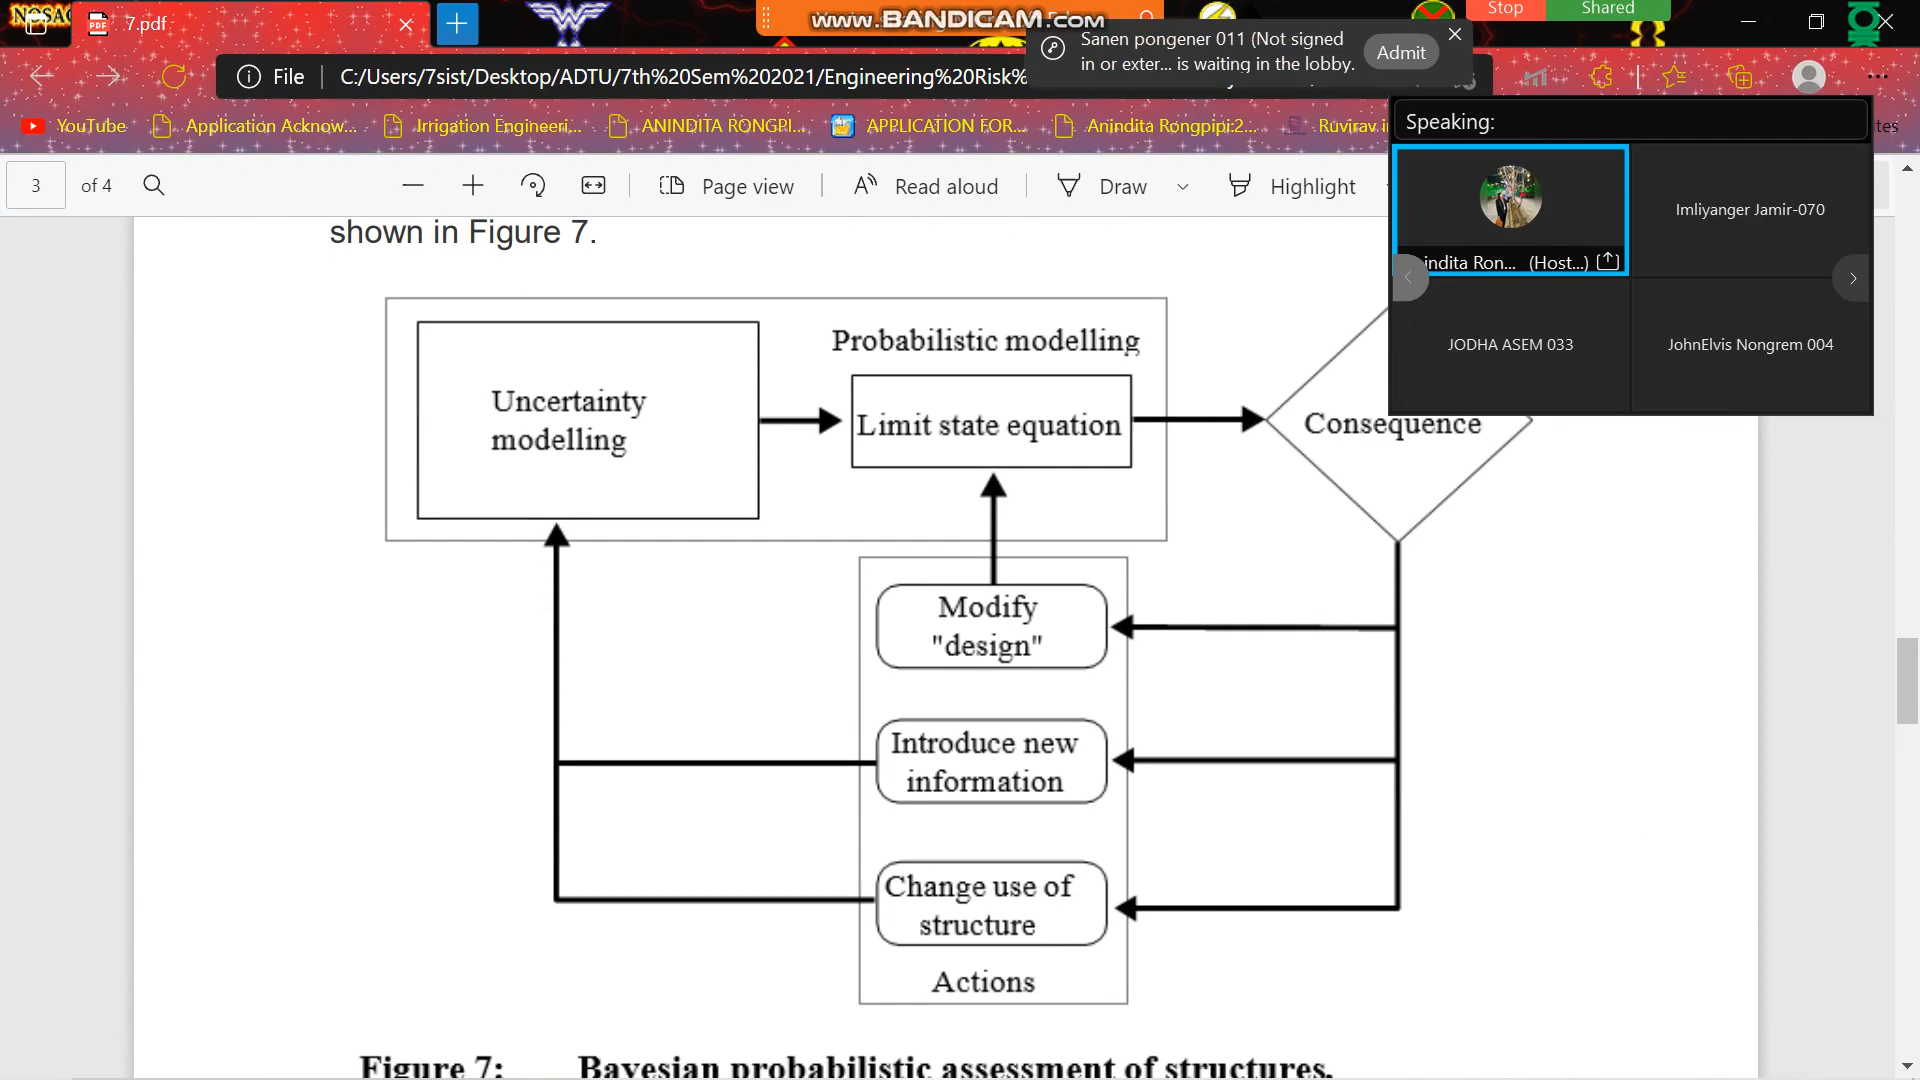 www.BANDICAM.COM
7.pdf
Stop
Shared
Sanen pongener 011 (Not signed
in or exter... is waiting in the lobby.
Admit
File
C:/Users/7sist/Desktop/ADTU/7th%20Sem%202021/Engineering%20Risk%
YouTube
Application Acknow...
Irrigation Engineeri...
ANINDITA RONGPI...
APPLICATION FOR...
Anindita Rongpipi:2...
Speaking:
indita Ron... (Host...)
Imliyanger Jamir-070
JODHA ASEM 033
JohnElvis Nongrem 004
3 of 4
Page view
Read aloud
Draw
Highlight
shown in Figure 7.
Probabilistic modelling
Uncertainty
modelling
Limit state equation
Consequence
Modify
"design"
Introduce new
information
Change use of
structure
Actions
Figure 7: Bayesian probabilistic assessment of structures.